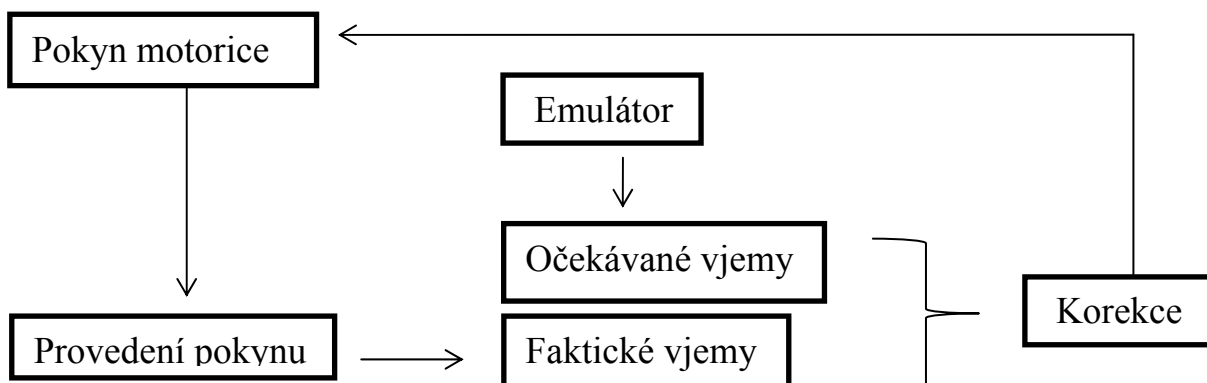 Pokyn motorice
Emulátor
Očekávané vjemy
Korekce
Provedení pokynu
Faktické vjemy